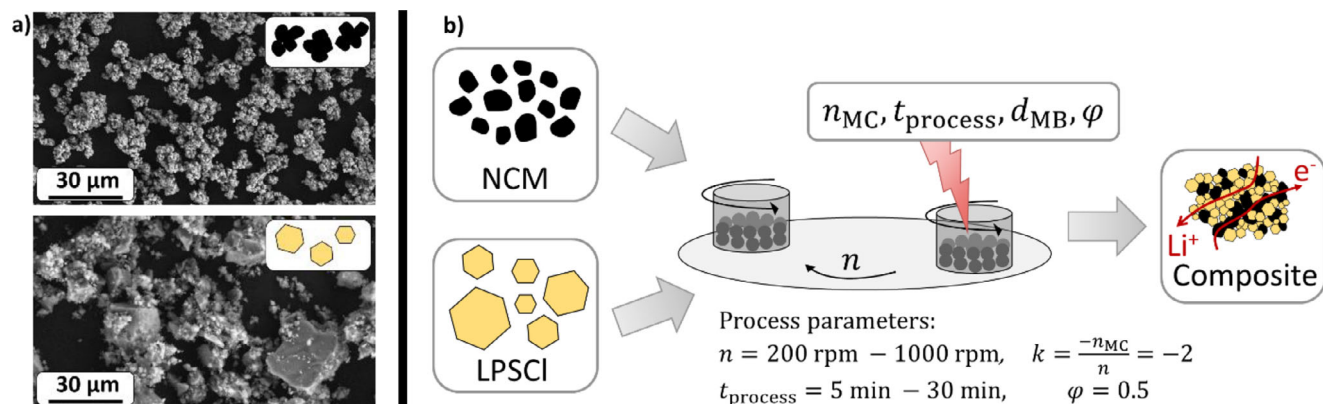 a)
30 μm
30 μm
b)
NCM
LPSCl
n_MC, t_process, d_MB, φ
n
Process parameters:
n = 200 rpm − 1000 rpm, k = −n_MC/n = −2
t_process = 5 min − 30 min, φ = 0.5
e⁻
Li⁺
Composite